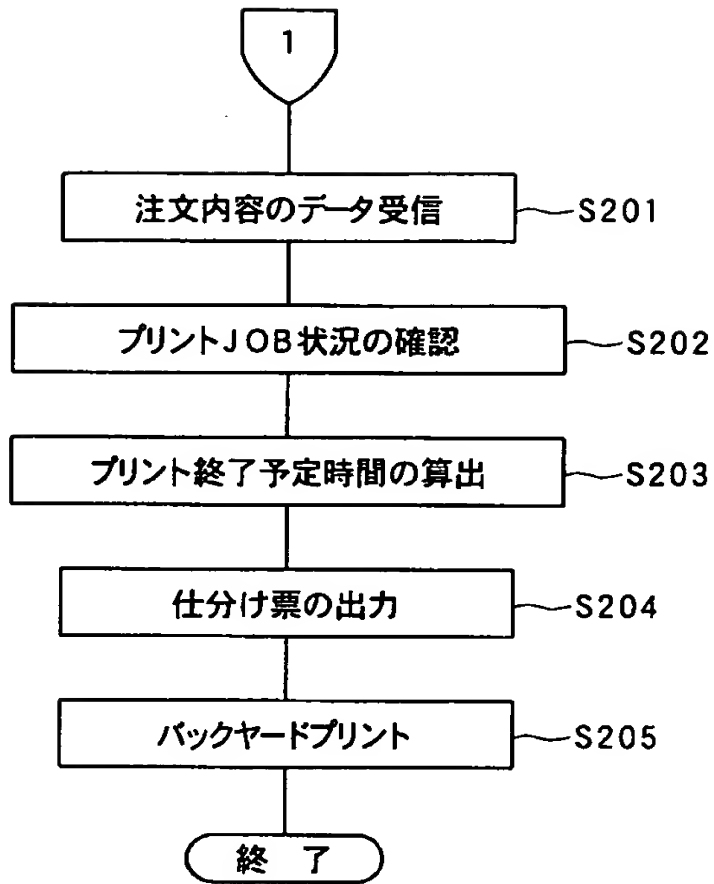 1
注文内容のデータ受信 S201
プリントJOB状況の確認 S202
プリント終了予定時間の算出 S203
仕分け票の出力 S204
バックヤードプリント S205
終 了